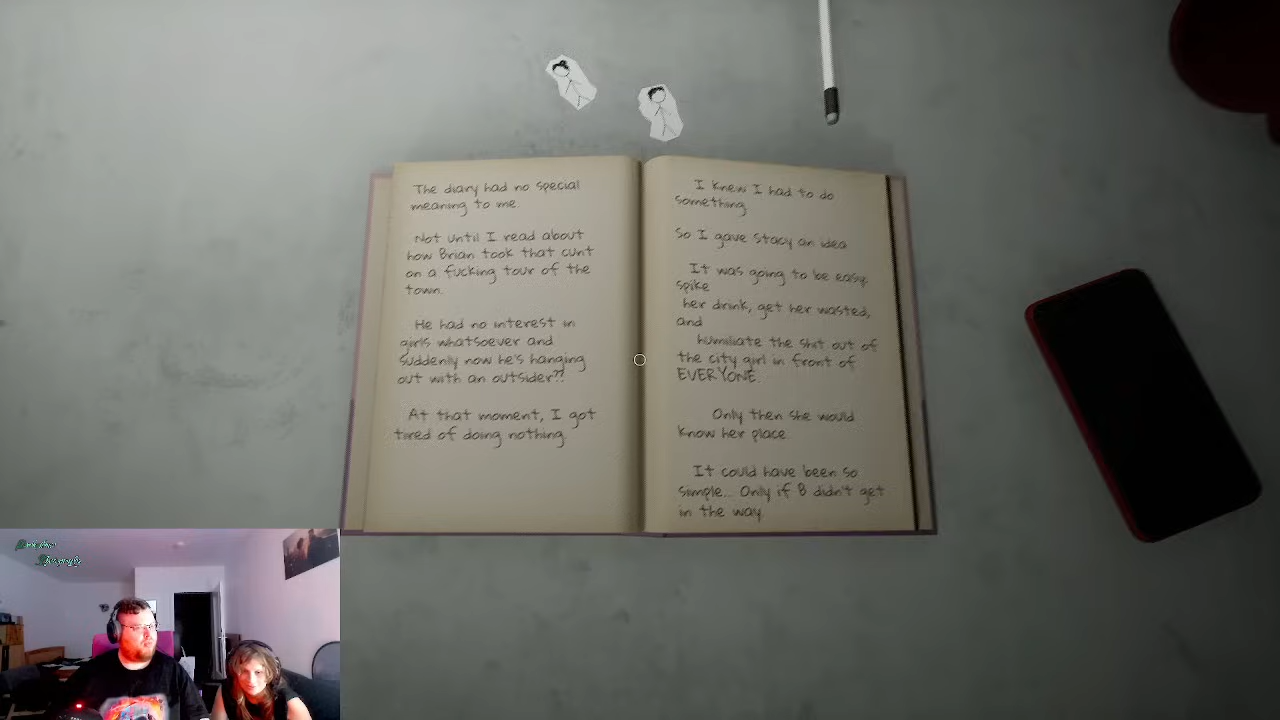 The diary had no special
meaning to me.
Not until I read about
how Brian took that cunt
on a fucking tour of the
town.
He had no interest in
girls whatsoever and
suddenly now he's hanging
out with an outsider??
At that moment, I got
tired of doing nothing.
I knew I had to do
something.
So I gave Stacy an idea
It was going to be easy,
spike
her drink, get her wasted,
and
humiliate the shit out of
the city girl in front of
EVERYONE.
Only then she would
know her place.
It could have been so
simple... Only if B didn't get
in the way.